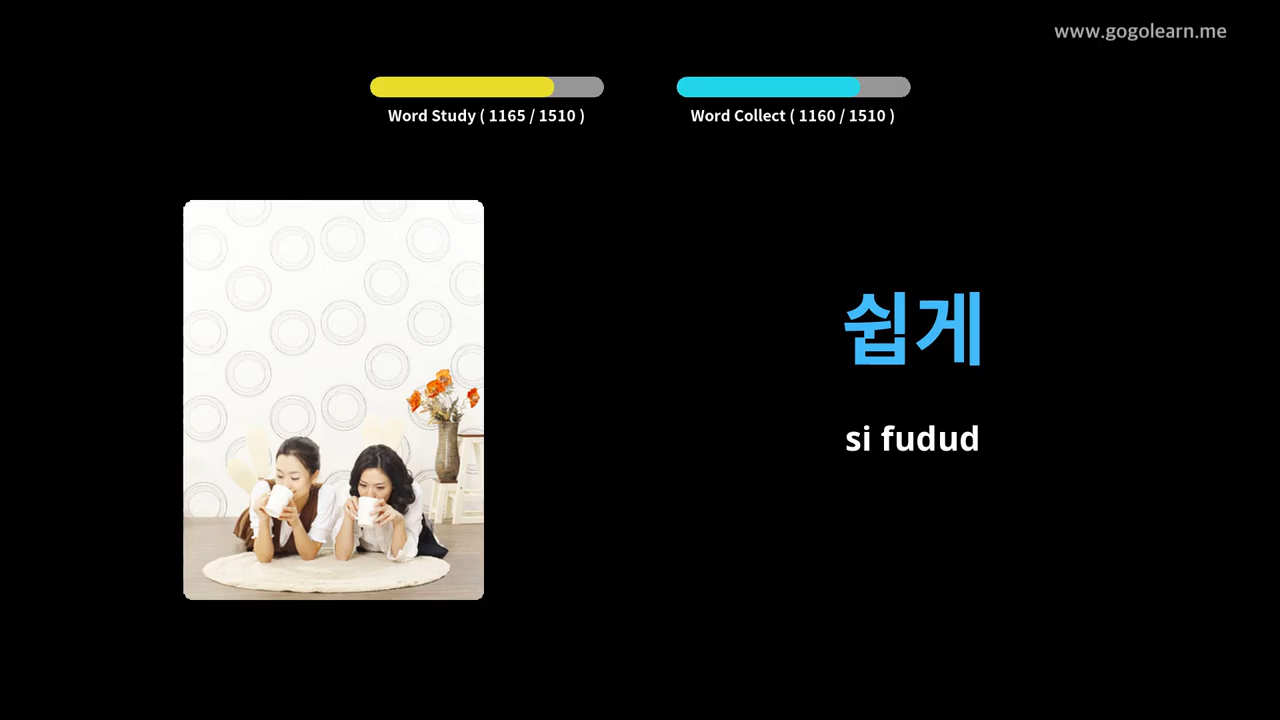 www.gogolearn.me
Word Study ( 1165 / 1510 )
Word Collect ( 1160 / 1510 )
쉽게
si fudud